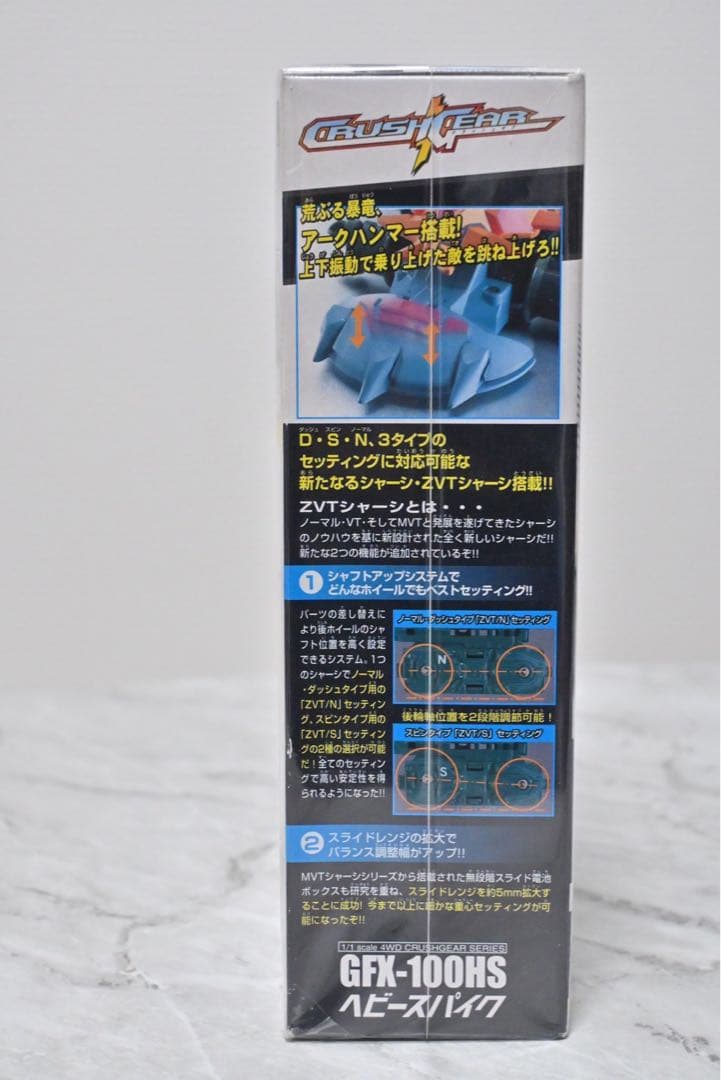 CRUSH GEAR
荒ぶる暴竜、
アークハンマー搭載!
上下振動で乗り上げた敵を跳ね上げろ!!
D・S・N、3タイプの
セッティングに対応可能な
新たなるシャーシ・ZVTシャーシ搭載!!
ZVTシャーシとは・・・
ノーマル・VT・そしてMVTと発展を遂げてきたシャーシ
のノウハウを基に新設計された全く新しいシャーシだ!!
新たな2つの機能が追加されているぞ!!
1 シャフトアップシステムで
どんなホイールでもベストセッティング!!
パーツの差し替えに
より後ホイールのシャ
フト位置を高く設定
できるシステム。1つ
のシャーシでノーマル
・ダッシュタイプ用の
「ZVT/N」セッティン
グ、スピンタイプ用の
「ZVT/S」セッティン
グの2種の選択が可能
だ!全てのセッティン
グで高い安定性を得
られるようになった!!
ノーマル・ダッシュタイプ「ZVT/N」セッティング
N
後輪軸位置を2段階調節可能!
スピンタイプ「ZVT/S」セッティング
S
2 スライドレンジの拡大で
バランス調整幅がアップ!!
MVTシャーシシリーズから搭載された無段階スライド電池
ボックスも研究を重ね、スライドレンジを約5mm拡大す
ることに成功!今まで以上に細かな重心セッティングが可
能になったぞ!!
1/1 scale 4WD CRUSHGEAR SERIES
GFX-100HS
ヘビースパイク